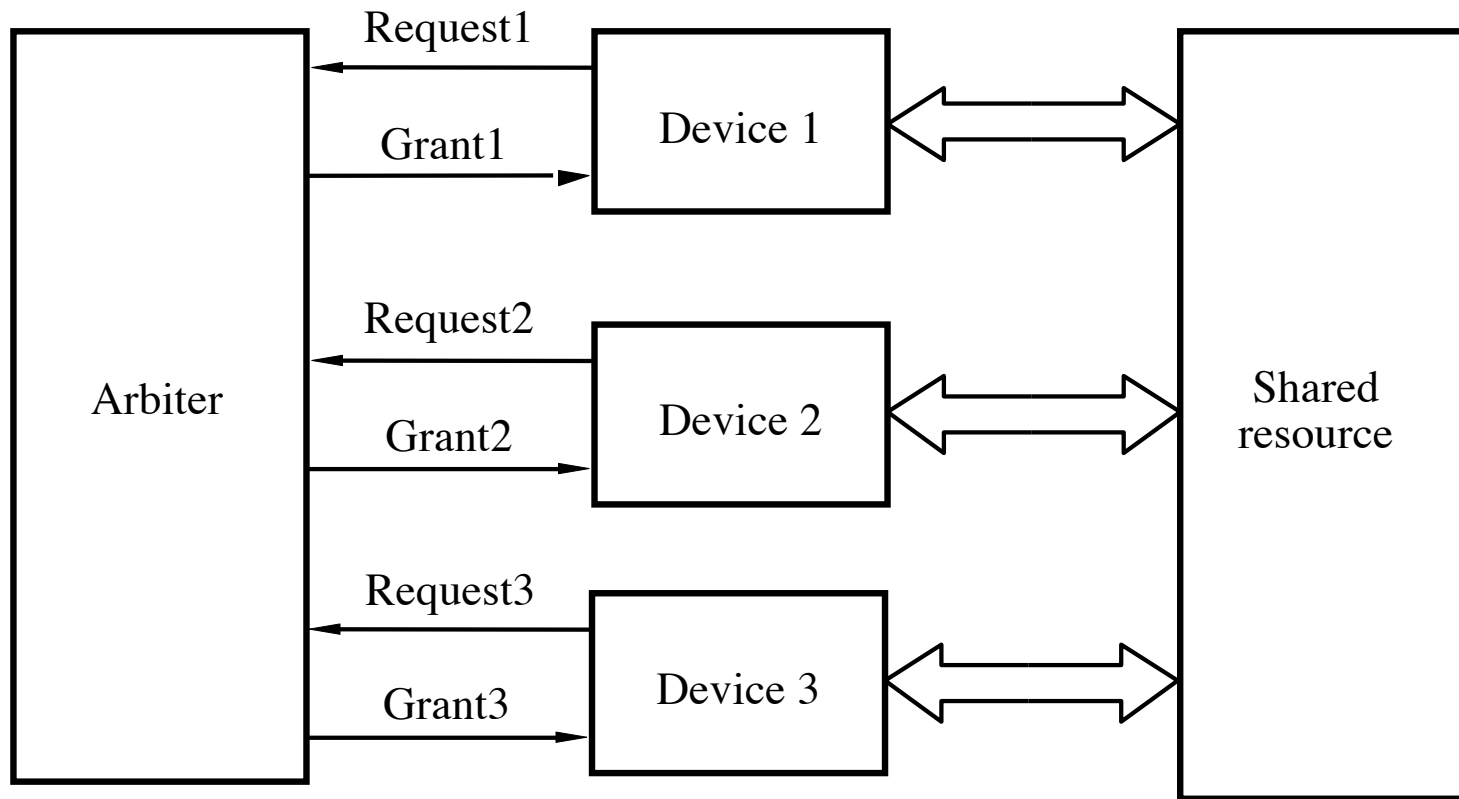 Request1
Grant1
Device 1
Request2
Arbiter
Grant2
Device 2
Shared
resource
Request3
Grant3
Device 3